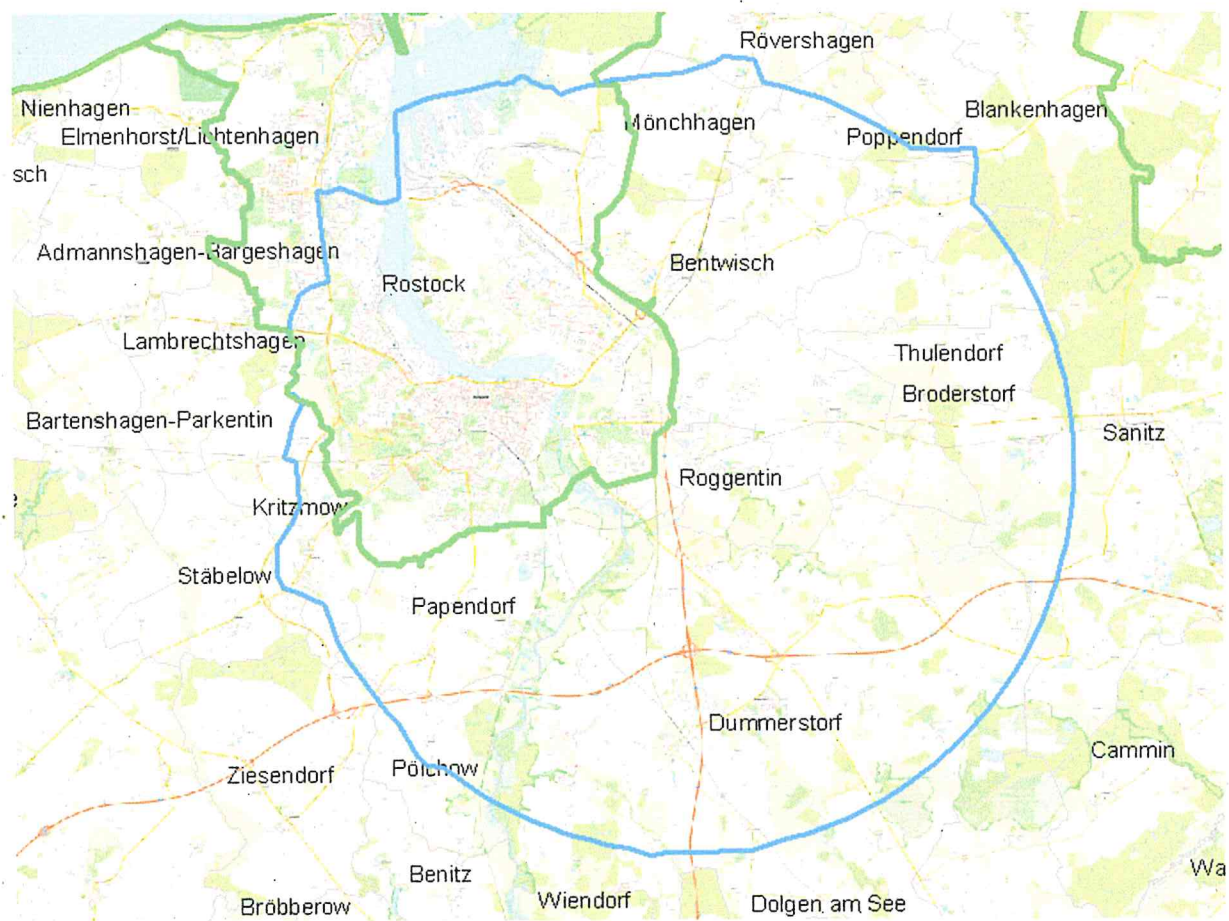 Rövershagen
Nienhagen
Blankenhagen
Mönchhagen
Elmenhorst/Lichtenhagen
Poppendorf
sch
Admannshagen-Bargeshagen
Bentwisch
Rostock
Lambrechtshagen
Thulendorf
Broderstorf
Bartenshagen-Parkentin
Sanitz
Roggentin
Kritzmow
Stäbelow
Papendorf
Dummerstorf
Cammin
Ziesendorf
Pölchow
Benitz
Wa
Bröbberow
Wiendorf
Dolgen am See